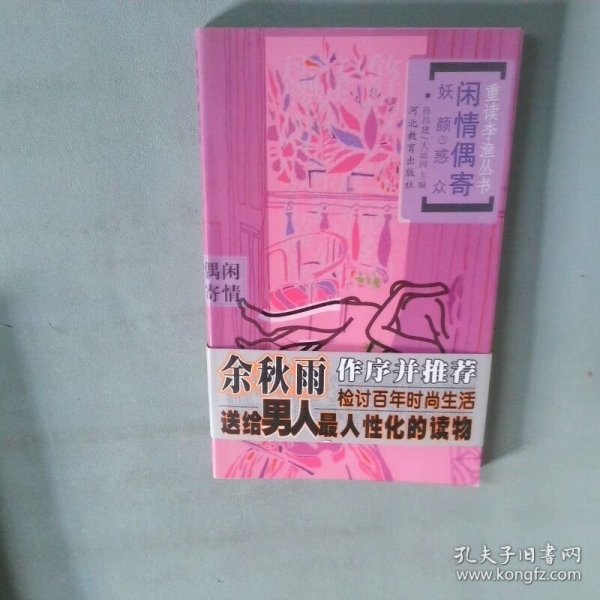 重读李渔丛书
闲情偶寄
妖颜惑众
孙昌建/大运河 主编
河北教育出版社
闲情
偶寄
余秋雨 作序并推荐
检讨百年时尚生活
送给男人最人性化的读物
孔夫子旧书网
www.kongfz.com